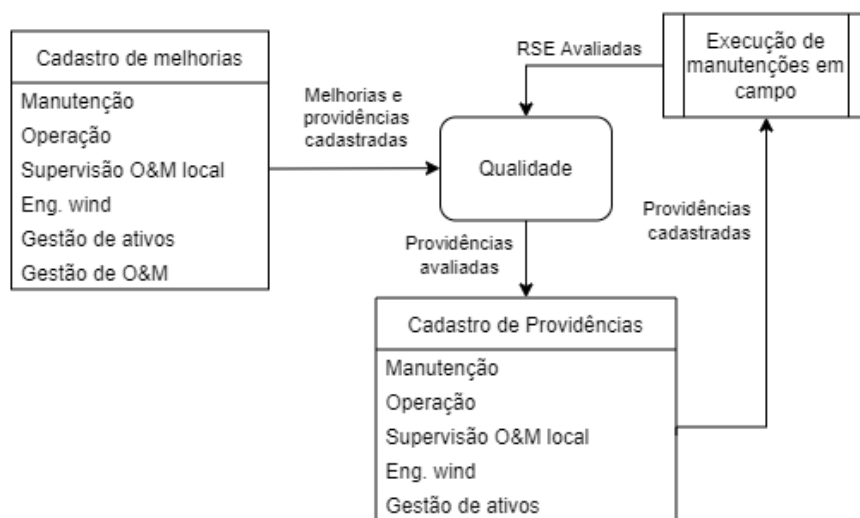 Cadastro de melhorias
Manutenção
Operação
Supervisão O&M local
Eng. wind
Gestão de ativos
Gestão de O&M
Melhorias e
providências
cadastradas
RSE Avaliadas
Execução de
manutenções em
campo
Qualidade
Providências
cadastradas
Providências
avaliadas
Cadastro de Providências
Manutenção
Operação
Supervisão O&M local
Eng. wind
Gestão de ativos